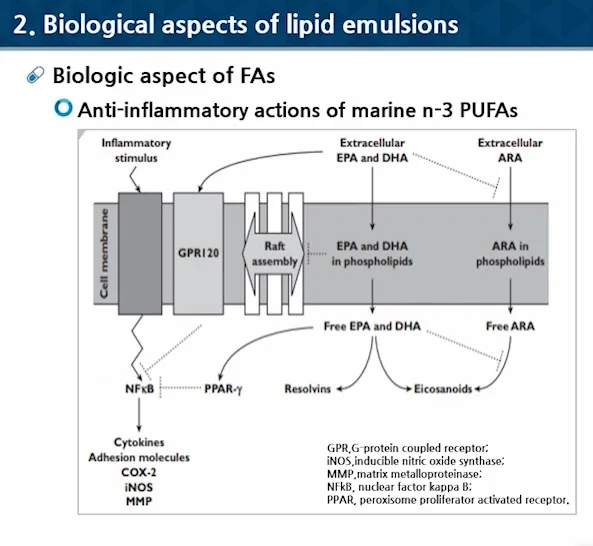 2. Biological aspects of lipid emulsions
Biologic aspect of FAs
Anti-inflammatory actions of marine n-3 PUFAs
Inflammatory
stimulus
Extracellular
EPA and DHA
Extracellular
ARA
Cell membrane
GPR120
Raft
assembly
EPA and DHA
in phospholipids
ARA in
phospholipids
Free EPA and DHA
Free ARA
NFκB
PPAR-γ
Resolvins
Eicosanoids
Cytokines
Adhesion molecules
COX-2
iNOS
MMP
GPR,G-protein coupled receptor;
iNOS,inducible nitric oxide synthase;
MMP,matrix metalloproteinase;
NFkB, nuclear factor kappa B;
PPAR, peroxisome proliferator activated receptor.